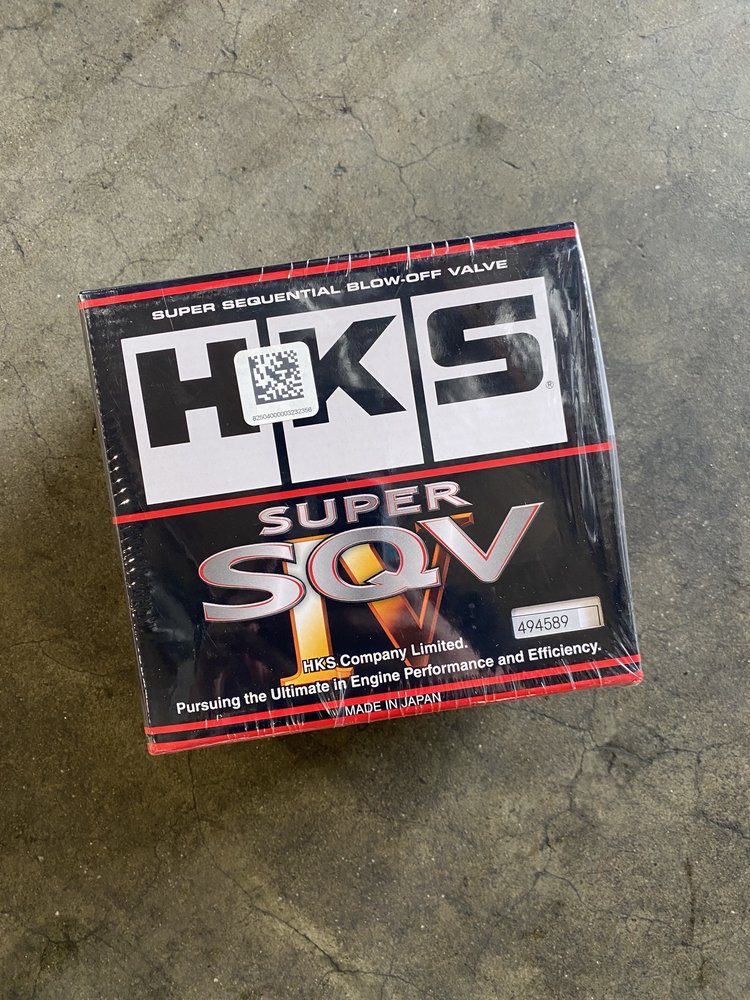 SUPER SEQUENTIAL BLOW-OFF VALVE
HKS®
82504000003232356
SUPER
SQV
IV
494589
HKS Company Limited.
Pursuing the Ultimate in Engine Performance and Efficiency.
MADE IN JAPAN